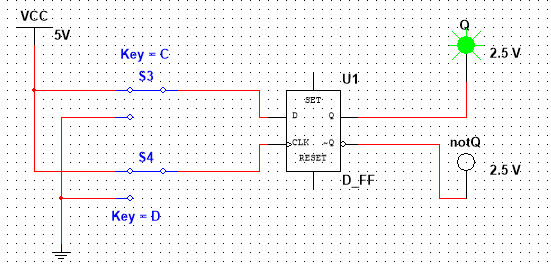 VCC
5V
Key = C
S3
S4
Key = D
U1
SET
D
Q
CLK
~Q
RESET
D_FF
Q
2.5 V
notQ
2.5 V